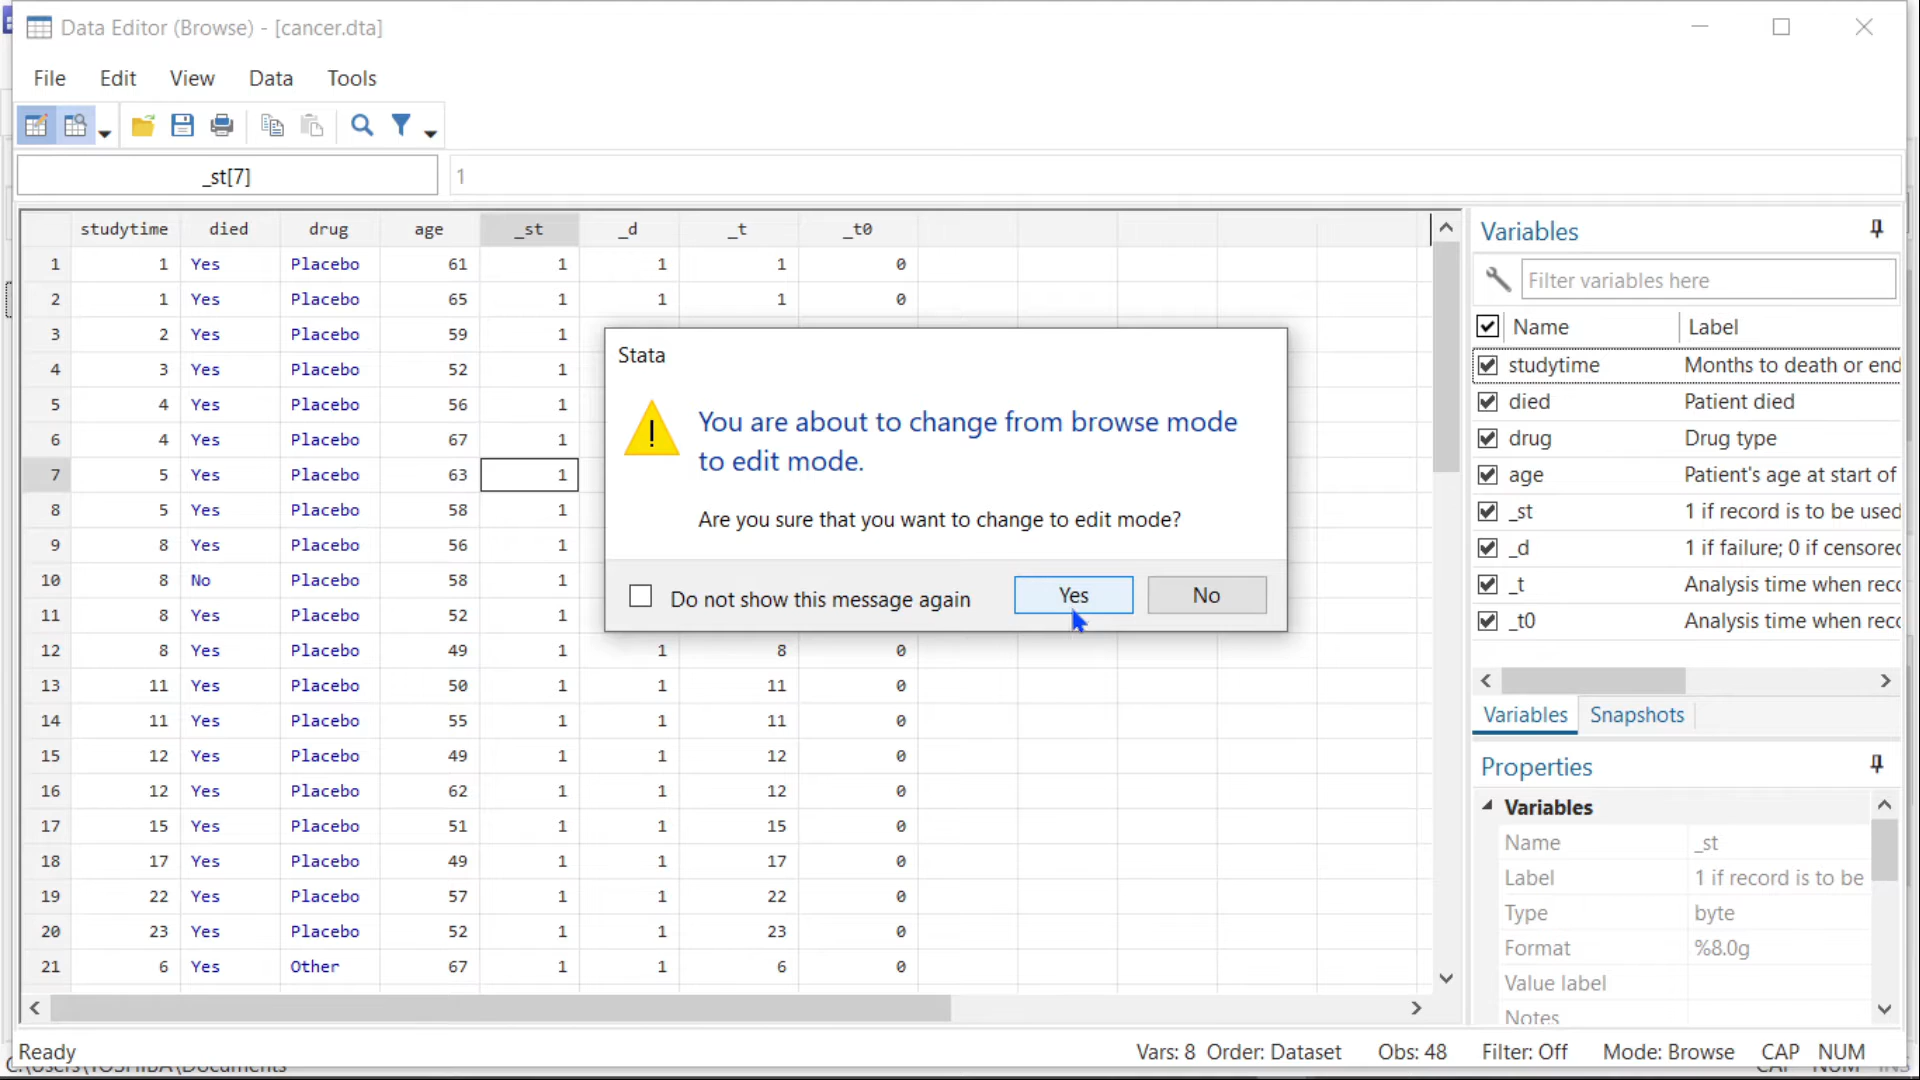 Data Editor (Browse) - [cancer.dta]
File Edit View Data Tools
_st[7] 1
studytime died drug age _st _d _t _t0
1 1 Yes Placebo 61 1 1 1 0
2 1 Yes Placebo 65 1 1 1 0
3 2 Yes Placebo 59 1
4 3 Yes Placebo 52 1
5 4 Yes Placebo 56 1
6 4 Yes Placebo 67 1
7 5 Yes Placebo 63 1
8 5 Yes Placebo 58 1
9 8 Yes Placebo 56 1
10 8 No Placebo 58 1
11 8 Yes Placebo 52 1
12 8 Yes Placebo 49 1 1 8 0
13 11 Yes Placebo 50 1 1 11 0
14 11 Yes Placebo 55 1 1 11 0
15 12 Yes Placebo 49 1 1 12 0
16 12 Yes Placebo 62 1 1 12 0
17 15 Yes Placebo 51 1 1 15 0
18 17 Yes Placebo 49 1 1 17 0
19 22 Yes Placebo 57 1 1 22 0
20 23 Yes Placebo 52 1 1 23 0
21 6 Yes Other 67 1 1 6 0
Stata
You are about to change from browse mode
to edit mode.
Are you sure that you want to change to edit mode?
Do not show this message again Yes No
Variables
Filter variables here
Name Label
studytime Months to death or end
died Patient died
drug Drug type
age Patient's age at start of
_st 1 if record is to be used
_d 1 if failure; 0 if censored
_t Analysis time when rec
_t0 Analysis time when rec
Variables Snapshots
Properties
Variables
Name _st
Label 1 if record is to be
Type byte
Format %8.0g
Value label
Notes
Ready Vars: 8 Order: Dataset Obs: 48 Filter: Off Mode: Browse CAP NUM
C:\Users\TOSHIBA\Documents CAP NUM INS